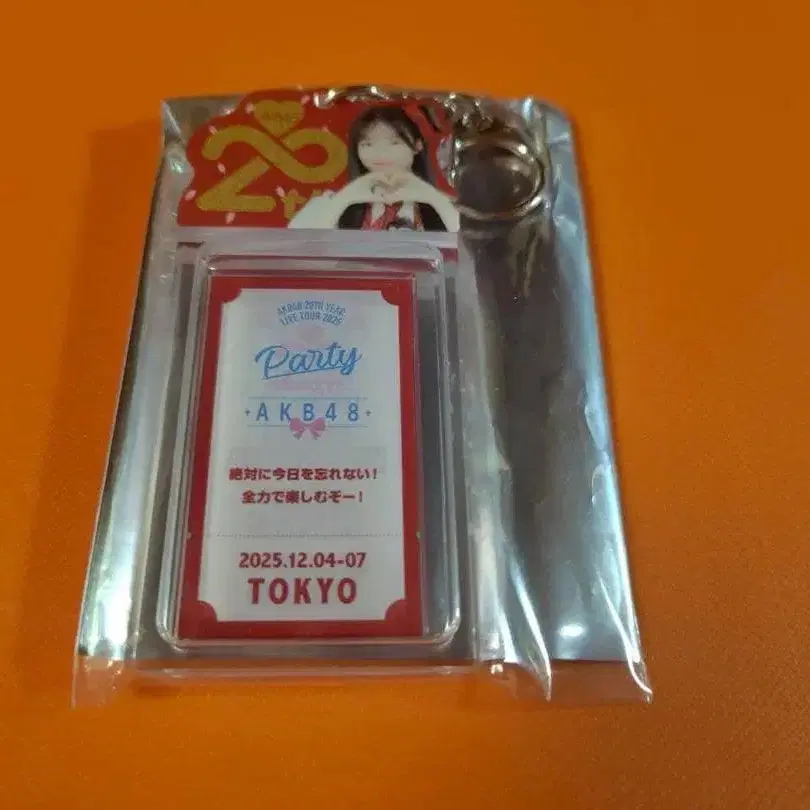 20
AKB48 20TH YEAR
LIVE TOUR 2025
Party
AKB48
絶対に今日を忘れない!
全力で楽しむぞー!
2025.12.04-07
TOKYO